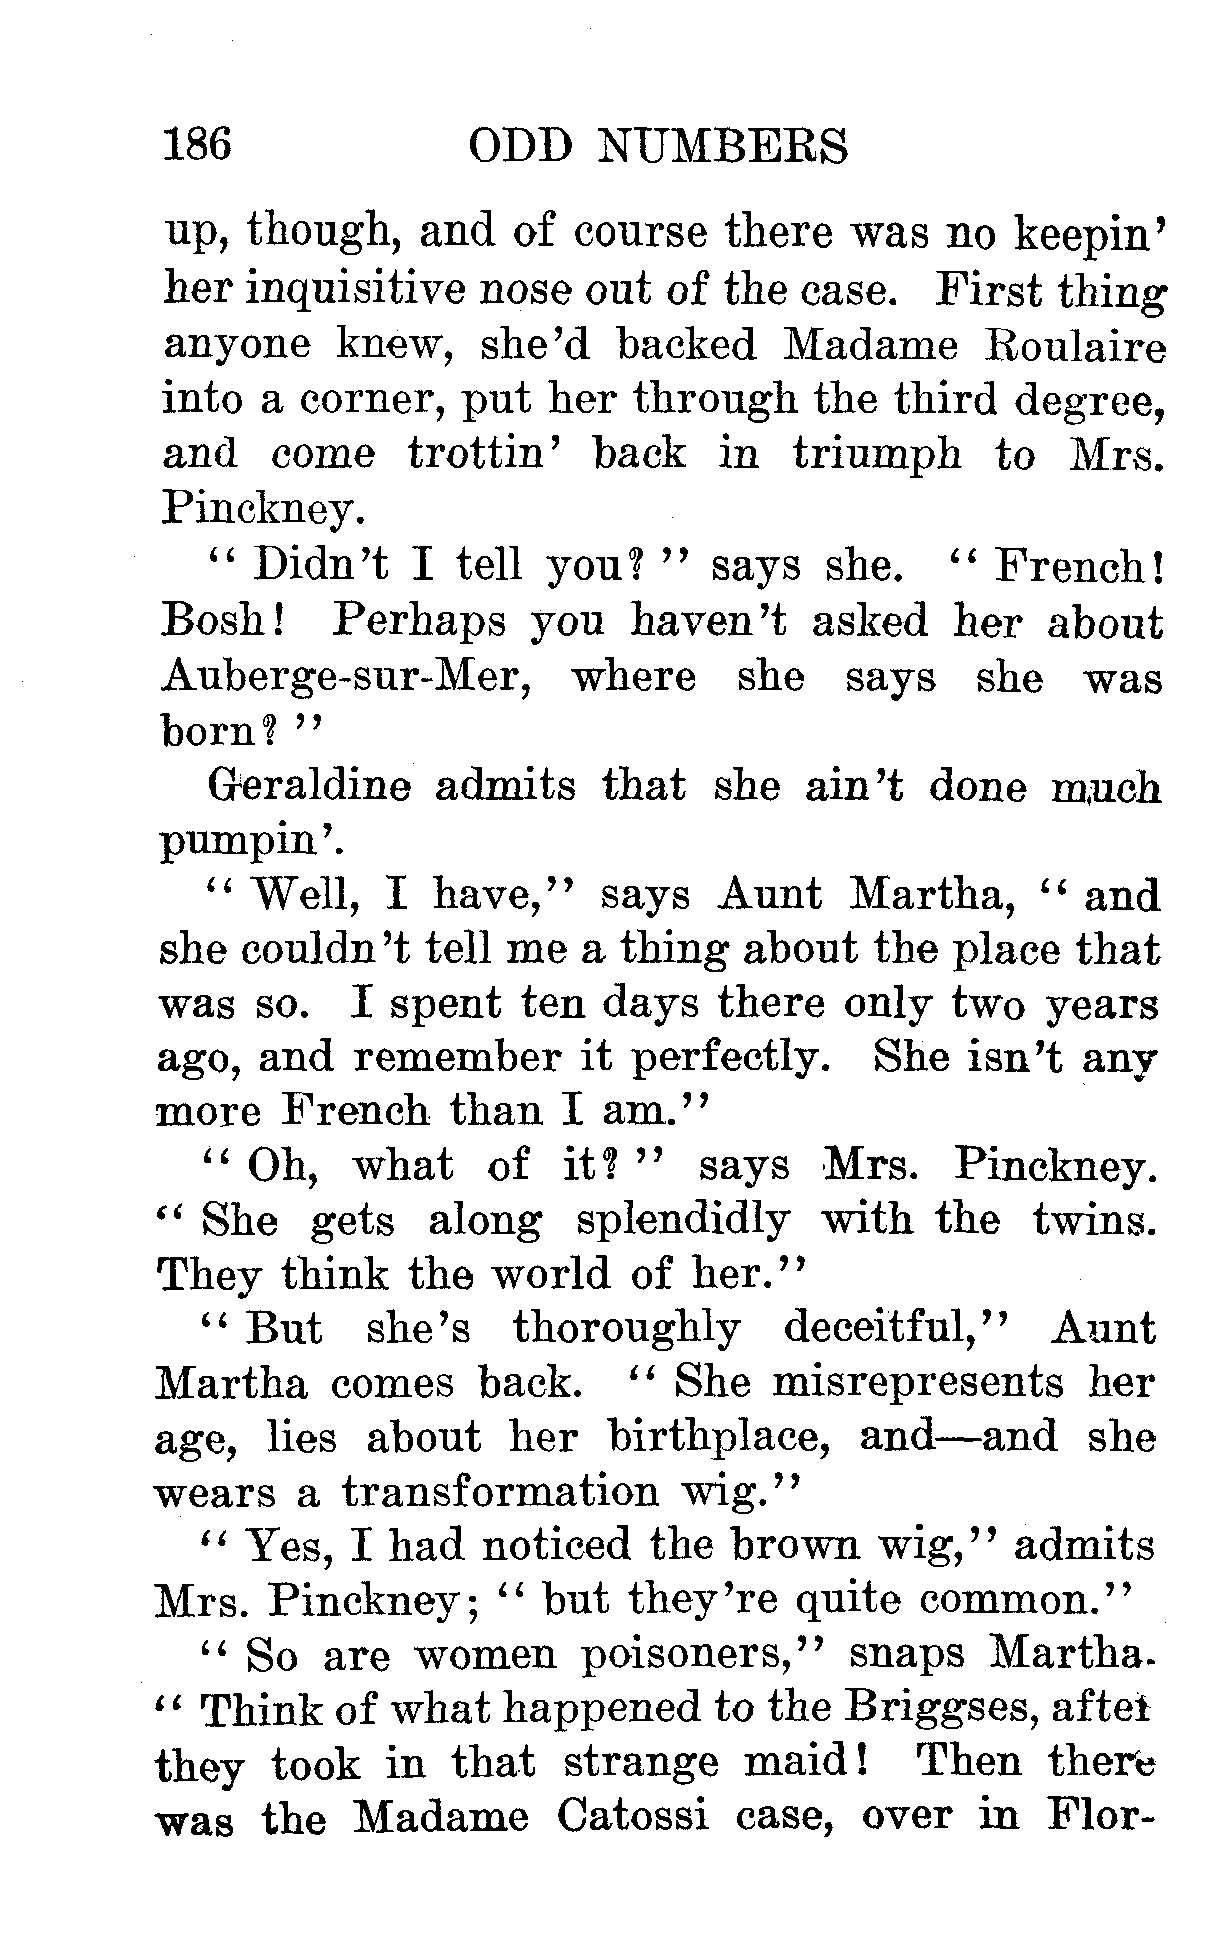 186 ODD NUMBERS
up, though, and of course there was no keepin'
her inquisitive nose out of the case. First thing
anyone knew, she'd backed Madame Roulaire
into a corner, put her through the third degree,
and come trottin' back in triumph to Mrs.
Pinckney.
"Didn't I tell you?" says she. "French!
Bosh! Perhaps you haven't asked her about
Auberge-sur-Mer, where she says she was
born?"
Geraldine admits that she ain't done much
pumpin'.
"Well, I have," says Aunt Martha, "and
she couldn't tell me a thing about the place that
was so. I spent ten days there only two years
ago, and remember it perfectly. She isn't any
more French than I am."
"Oh, what of it?" says Mrs. Pinckney.
"She gets along splendidly with the twins.
They think the world of her."
"But she's thoroughly deceitful," Aunt
Martha comes back. "She misrepresents her
age, lies about her birthplace, and—and she
wears a transformation wig."
"Yes, I had noticed the brown wig," admits
Mrs. Pinckney; "but they're quite common."
"So are women poisoners," snaps Martha.
"Think of what happened to the Briggses, after
they took in that strange maid! Then there
was the Madame Catossi case, over in Flor-